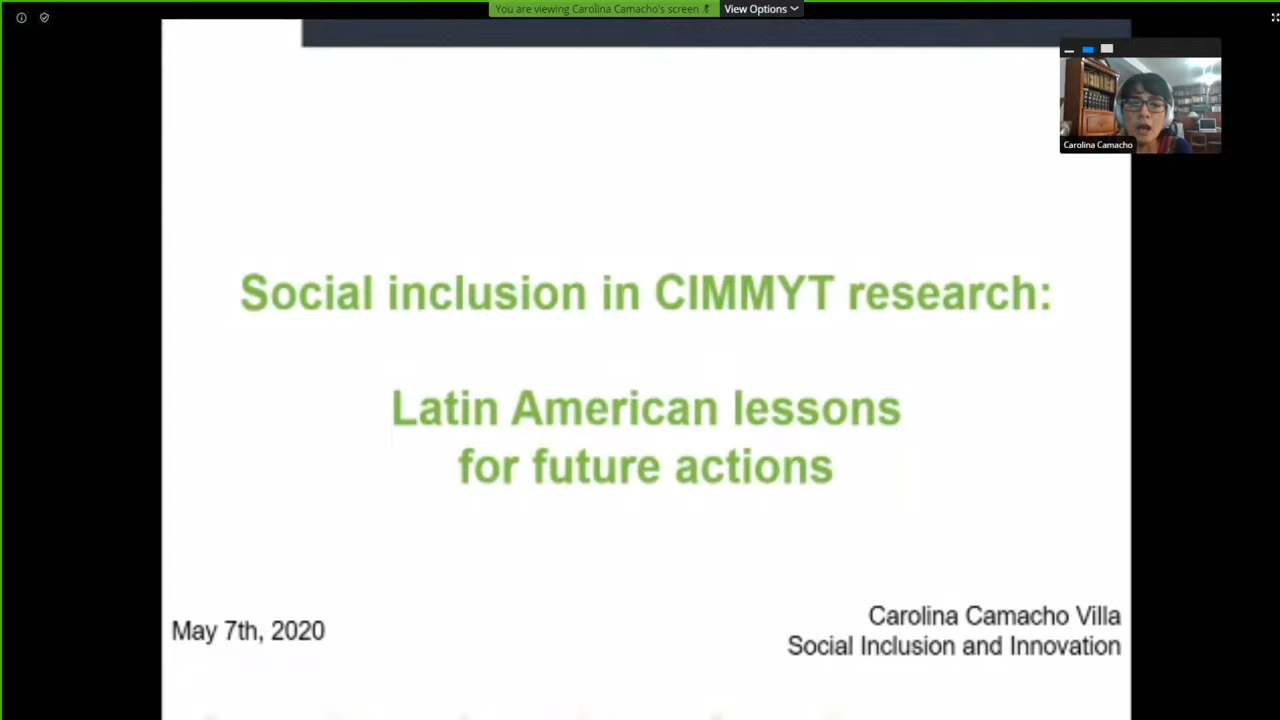 You are viewing Carolina Camacho's screen
View Options
Carolina Camacho
Social inclusion in CIMMYT research:
Latin American lessons
for future actions
May 7th, 2020
Carolina Camacho Villa
Social Inclusion and Innovation